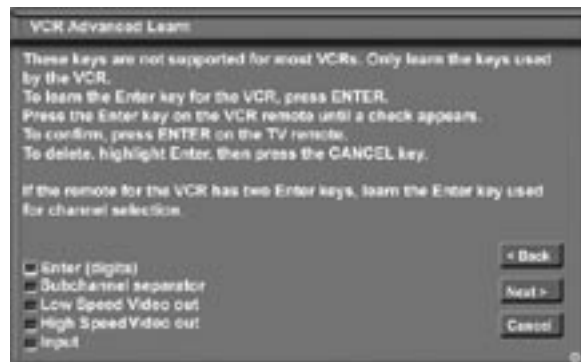 VCR Advanced Learn
These keys are not supported for most VCRs. Only learn the keys used
by the VCR.
To learn the Enter key for the VCR, press ENTER.
Press the Enter key on the VCR remote until a check appears.
To confirm, press ENTER on the TV remote.
To delete, highlight Enter, then press the CANCEL key.
If the remote for the VCR has two Enter keys, learn the Enter key used
for channel selection.
Enter (digits)
Subchannel separator
Low Speed Video out
High Speed Video out
Input
< Back
Next >
Cancel